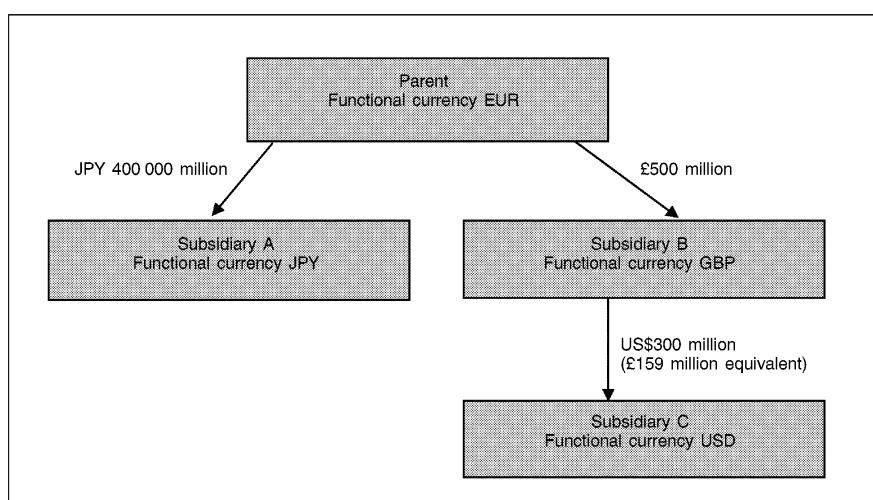 Parent
Functional currency EUR
JPY 400 000 million
£500 million
Subsidiary A
Functional currency JPY
Subsidiary B
Functional currency GBP
US$300 million
(£159 million equivalent)
Subsidiary C
Functional currency USD